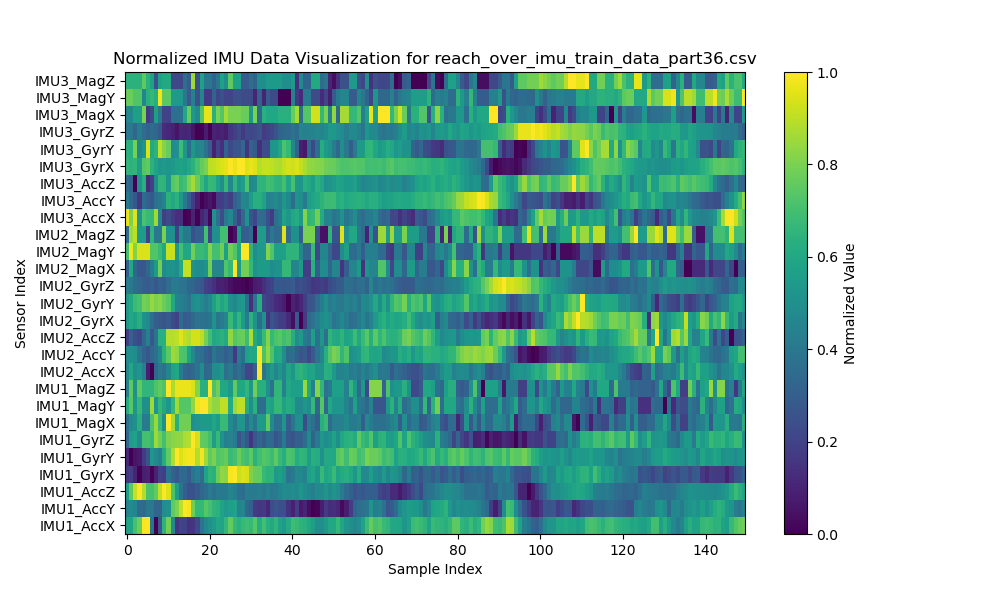 Normalized IMU Data Visualization for reach_over_imu_train_data_part36.csv
IMU3_MagZ
IMU3_MagY
IMU3_MagX
IMU3_GyrZ
IMU3_GyrY
IMU3_GyrX
IMU3_AccZ
IMU3_AccY
IMU3_AccX
IMU2_MagZ
IMU2_MagY
IMU2_MagX
IMU2_GyrZ
IMU2_GyrY
IMU2_GyrX
IMU2_AccZ
IMU2_AccY
IMU2_AccX
IMU1_MagZ
IMU1_MagY
IMU1_MagX
IMU1_GyrZ
IMU1_GyrY
IMU1_GyrX
IMU1_AccZ
IMU1_AccY
IMU1_AccX
Sensor Index
0 20 40 60 80 100 120 140
Sample Index
1.0
0.8
0.6
0.4
0.2
0.0
Normalized Value